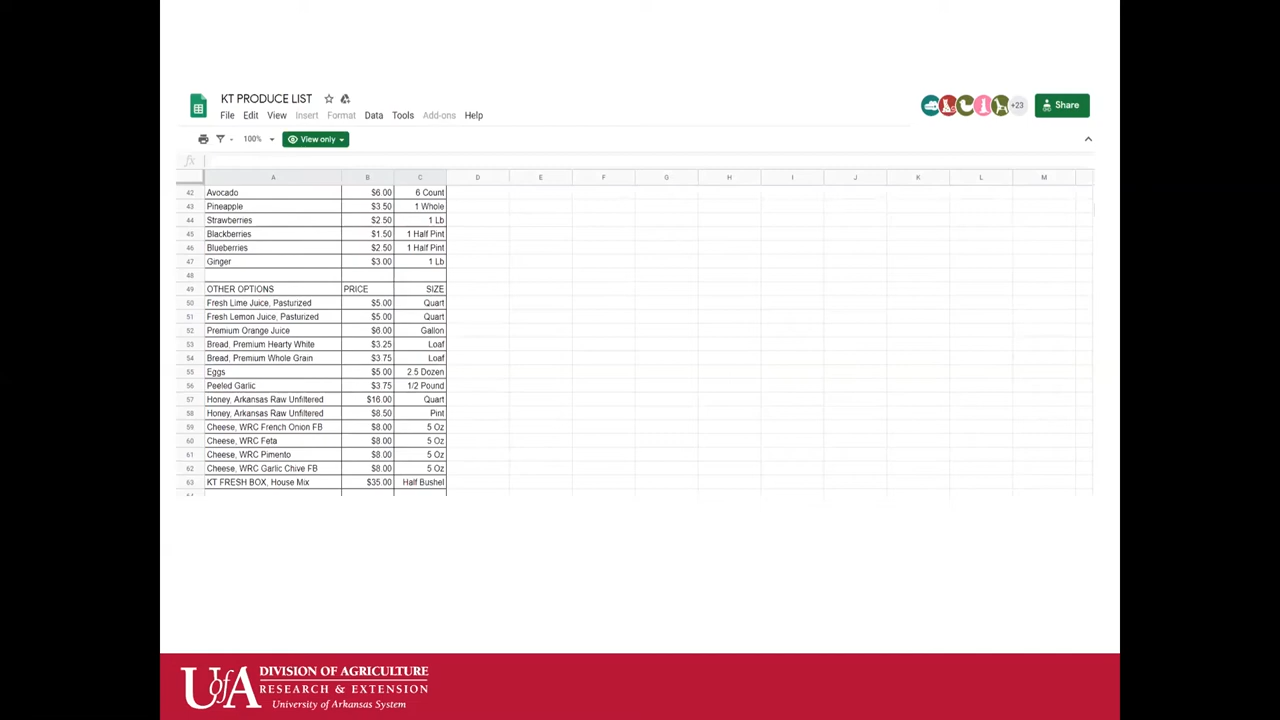 KT PRODUCE LIST
+23
Share
File Edit View Insert Format Data Tools Add-ons Help
100% View only
fx
A B C D E F G H I J K L M
42 Avocado $6.00 6 Count
43 Pineapple $3.50 1 Whole
44 Strawberries $2.50 1 Lb
45 Blackberries $1.50 1 Half Pint
46 Blueberries $2.50 1 Half Pint
47 Ginger $3.00 1 Lb
48
49 OTHER OPTIONS PRICE SIZE
50 Fresh Lime Juice, Pasturized $5.00 Quart
51 Fresh Lemon Juice, Pasturized $5.00 Quart
52 Premium Orange Juice $6.00 Gallon
53 Bread, Premium Hearty White $3.25 Loaf
54 Bread, Premium Whole Grain $3.75 Loaf
55 Eggs $5.00 2.5 Dozen
56 Peeled Garlic $3.75 1/2 Pound
57 Honey, Arkansas Raw Unfiltered $16.00 Quart
58 Honey, Arkansas Raw Unfiltered $8.50 Pint
59 Cheese, WRC French Onion FB $8.00 5 Oz
60 Cheese, WRC Feta $8.00 5 Oz
61 Cheese, WRC Pimento $8.00 5 Oz
62 Cheese, WRC Garlic Chive FB $8.00 5 Oz
63 KT FRESH BOX, House Mix $35.00 Half Bushel
UofA DIVISION OF AGRICULTURE
RESEARCH & EXTENSION
University of Arkansas System